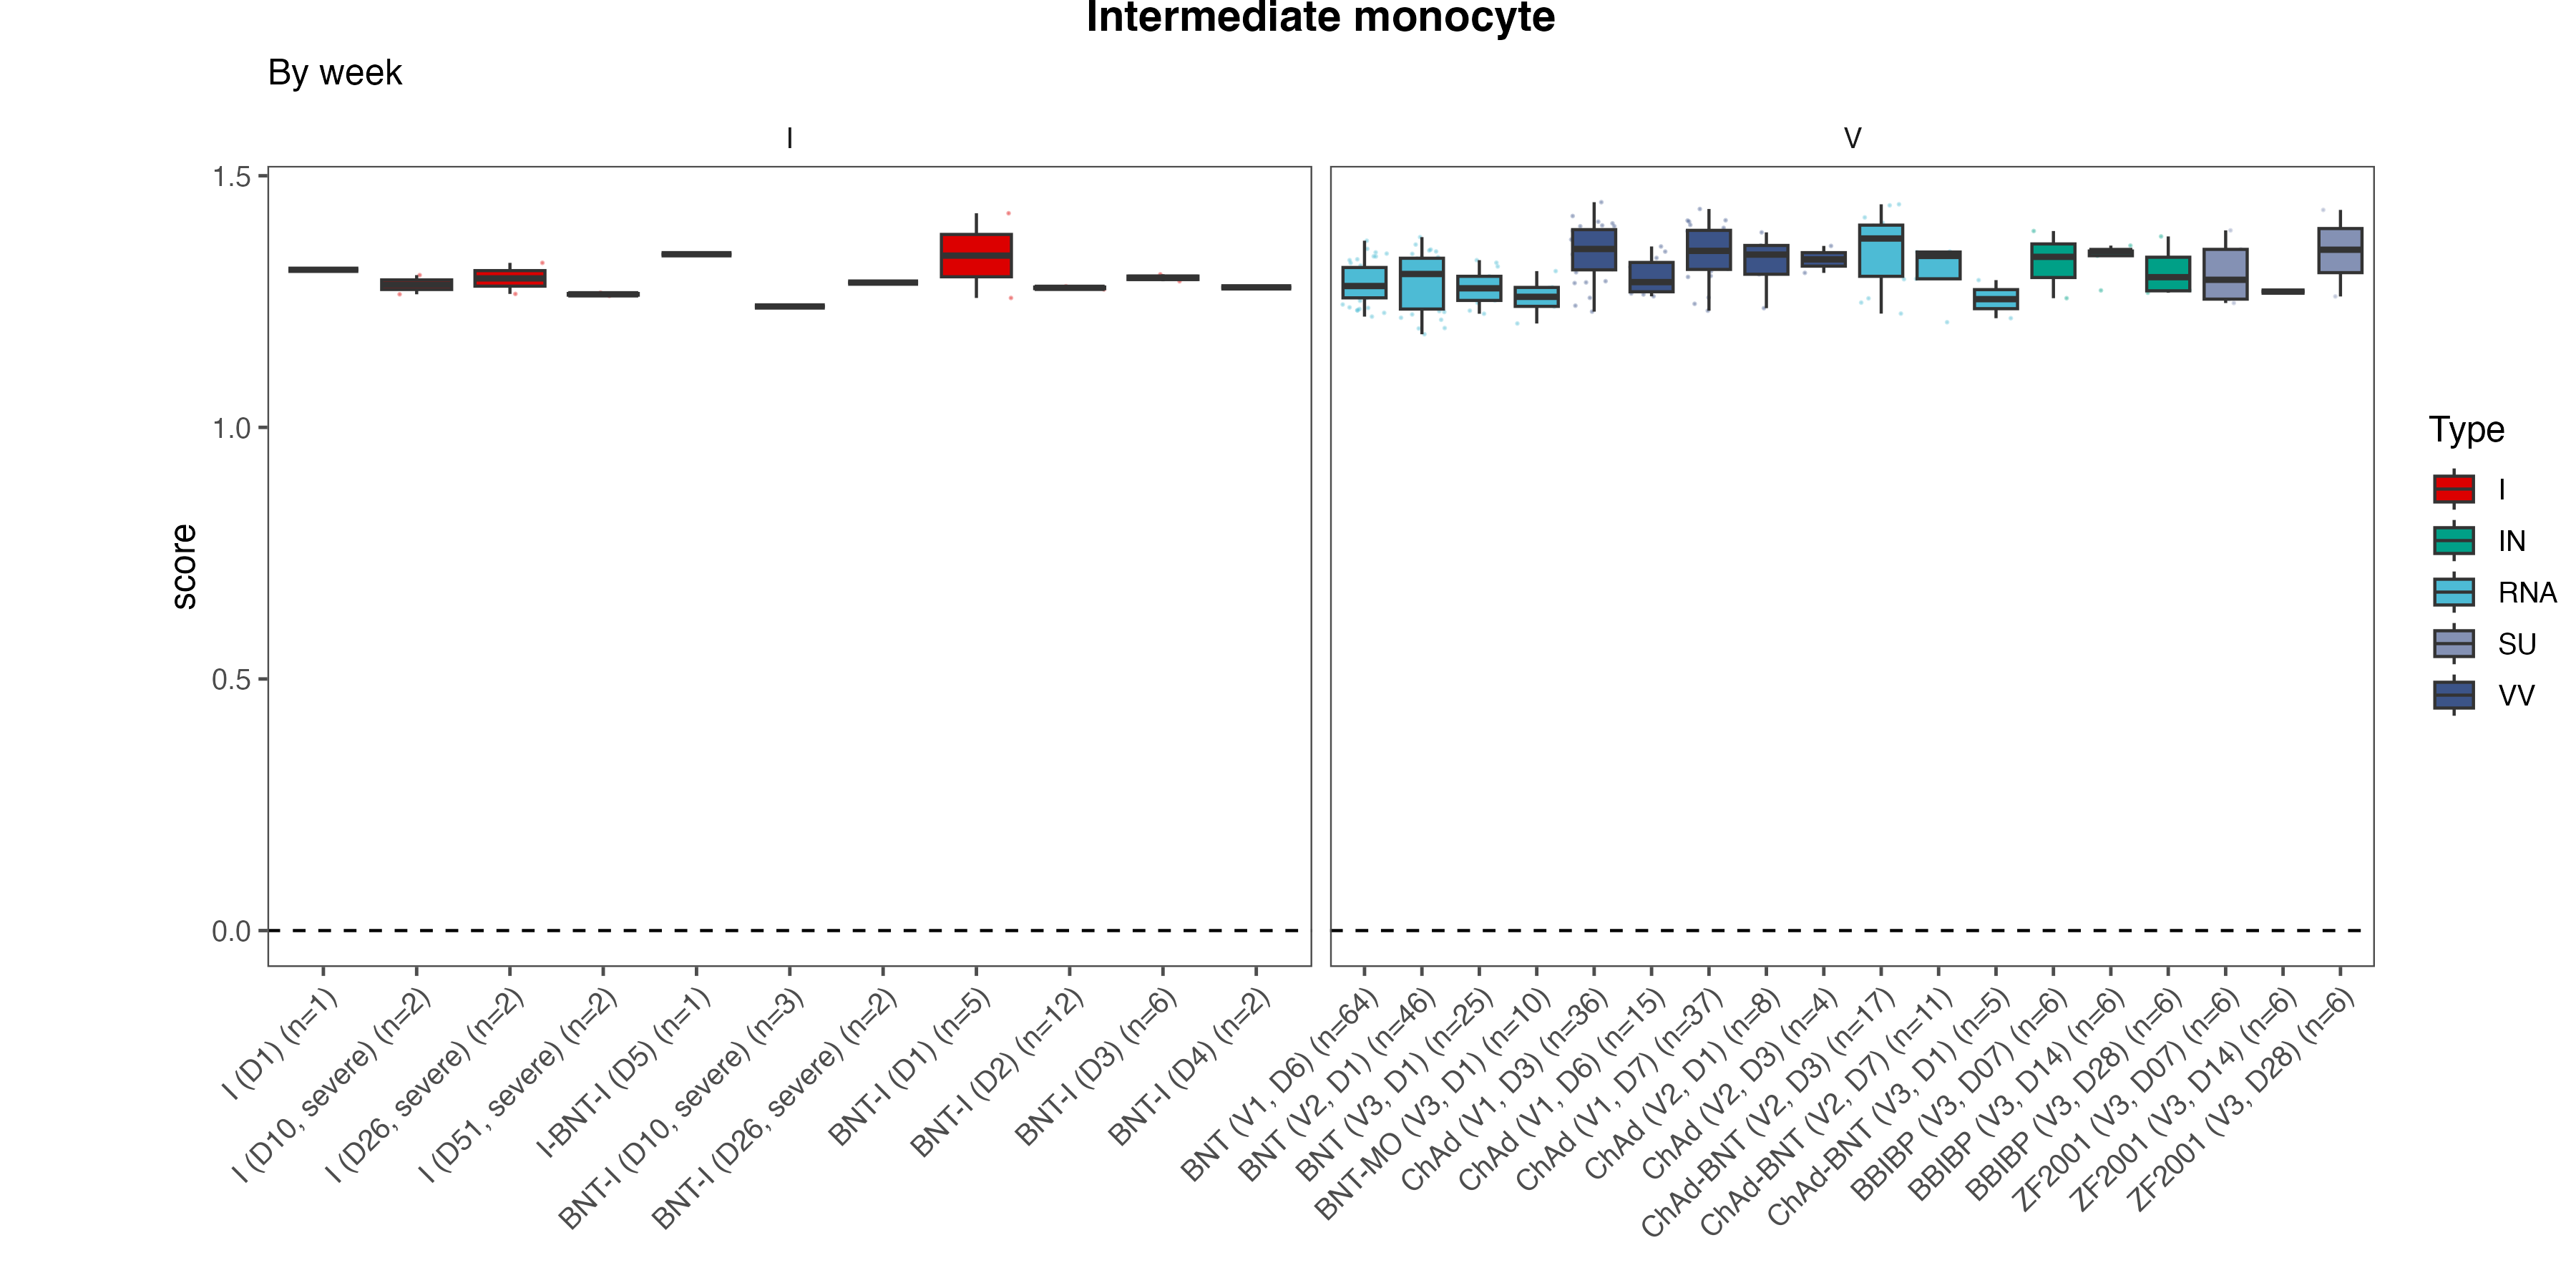 Intermediate monocyte
By week
I
V
score
1.5
1.0
0.5
0.0
I (D1) (n=1)
I (D10, severe) (n=2)
I (D26, severe) (n=2)
I (D51, severe) (n=2)
I-BNT-I (D5) (n=1)
BNT-I (D10, severe) (n=3)
BNT-I (D26, severe) (n=2)
BNT-I (D1) (n=5)
BNT-I (D2) (n=12)
BNT-I (D3) (n=6)
BNT-I (D4) (n=2)
BNT (V1, D6) (n=64)
BNT (V2, D1) (n=46)
BNT (V3, D1) (n=25)
BNT-MO (V3, D1) (n=10)
ChAd (V1, D3) (n=36)
ChAd (V1, D6) (n=15)
ChAd (V1, D7) (n=37)
ChAd (V2, D1) (n=8)
ChAd (V2, D3) (n=4)
ChAd-BNT (V2, D3) (n=17)
ChAd-BNT (V2, D7) (n=11)
ChAd-BNT (V3, D1) (n=5)
BBIBP (V3, D07) (n=6)
BBIBP (V3, D14) (n=6)
BBIBP (V3, D28) (n=6)
ZF2001 (V3, D07) (n=6)
ZF2001 (V3, D14) (n=6)
ZF2001 (V3, D28) (n=6)
Type
I
IN
RNA
SU
VV